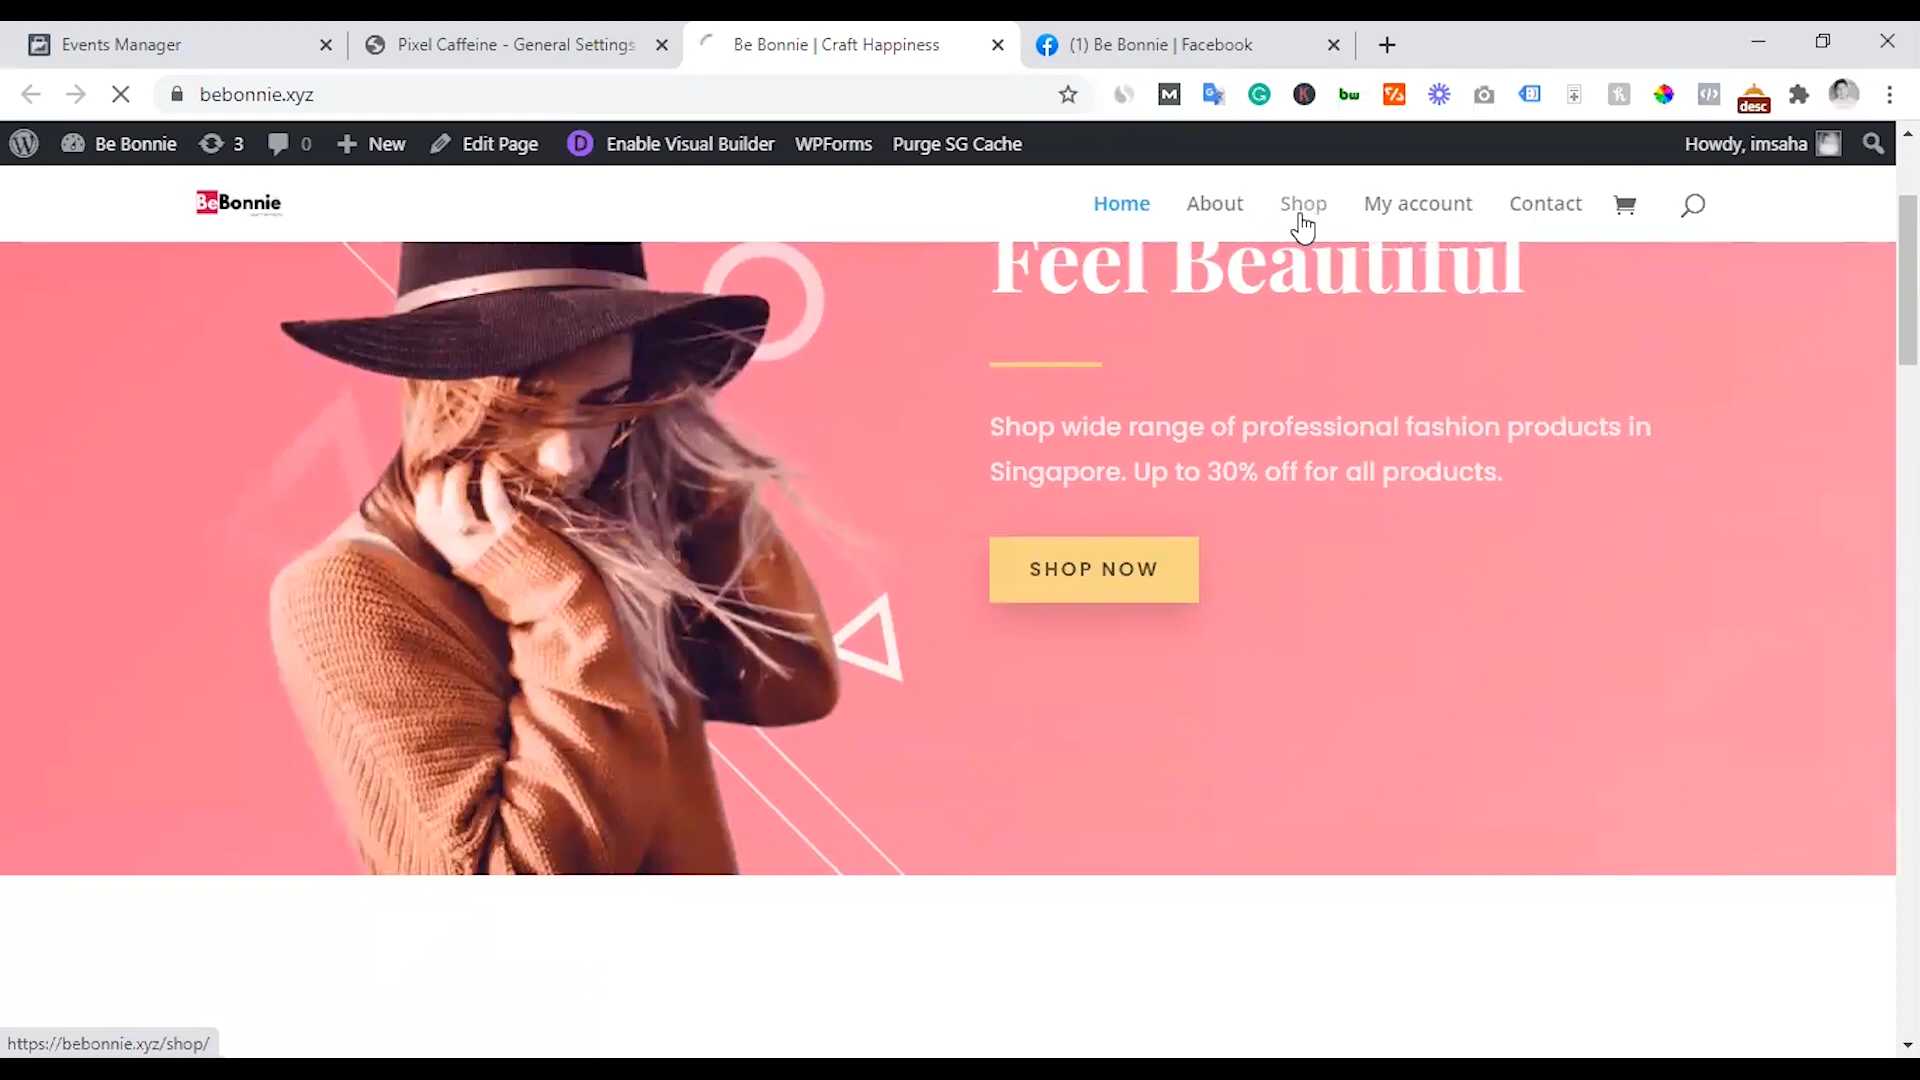 Events Manager
Pixel Caffeine - General Settings
Be Bonnie | Craft Happiness
(1) Be Bonnie | Facebook
bebonnie.xyz
desc
Be Bonnie 3 0 New Edit Page Enable Visual Builder WPForms Purge SG Cache
Howdy, imsaha
BeBonnie
Home About Shop My account Contact
Feel Beautiful
Shop wide range of professional fashion products in
Singapore. Up to 30% off for all products.
SHOP NOW
https://bebonnie.xyz/shop/